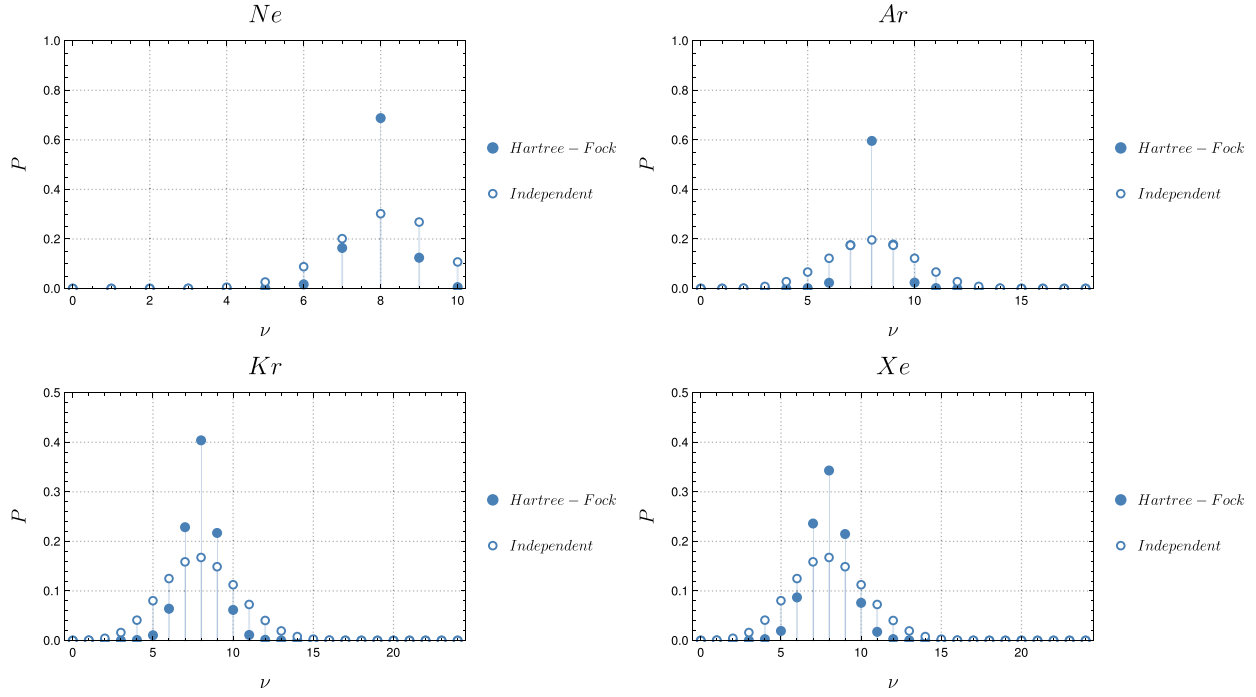 Ne
1.0
0.8
0.6
0.4
0.2
0.0
P
0 2 4 6 8 10
ν
Hartree − Fock
Independent
Ar
1.0
0.8
0.6
0.4
0.2
0.0
P
0 5 10 15
ν
Hartree − Fock
Independent
Kr
0.5
0.4
0.3
0.2
0.1
0.0
P
0 5 10 15 20
ν
Hartree − Fock
Independent
Xe
0.5
0.4
0.3
0.2
0.1
0.0
P
0 5 10 15 20
ν
Hartree − Fock
Independent